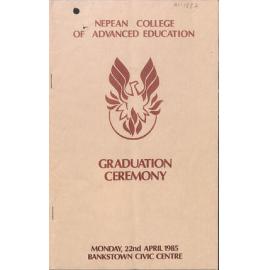 NEPEAN COLLEGE
OF ADVANCED EDUCATION
GRADUATION
CEREMONY
MONDAY, 22nd APRIL 1985
BANKSTOWN CIVIC CENTRE